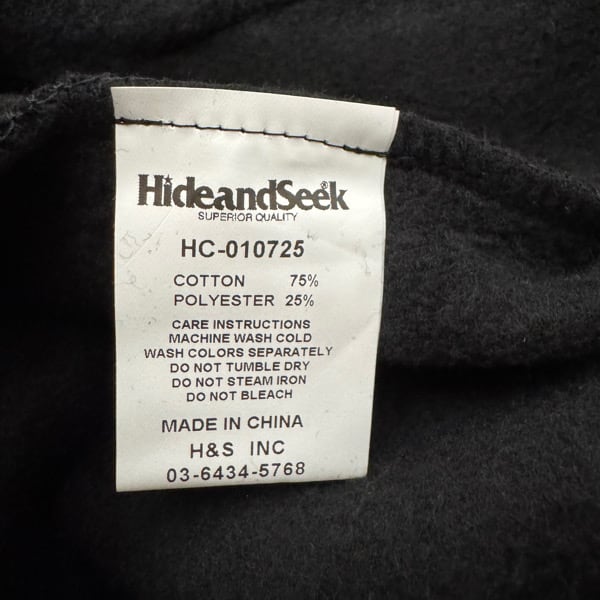 HideandSeek®
SUPERIOR QUALITY
HC-010725
COTTON 75%
POLYESTER 25%
CARE INSTRUCTIONS
MACHINE WASH COLD
WASH COLORS SEPARATELY
DO NOT TUMBLE DRY
DO NOT STEAM IRON
DO NOT BLEACH
MADE IN CHINA
H&S INC
03-6434-5768